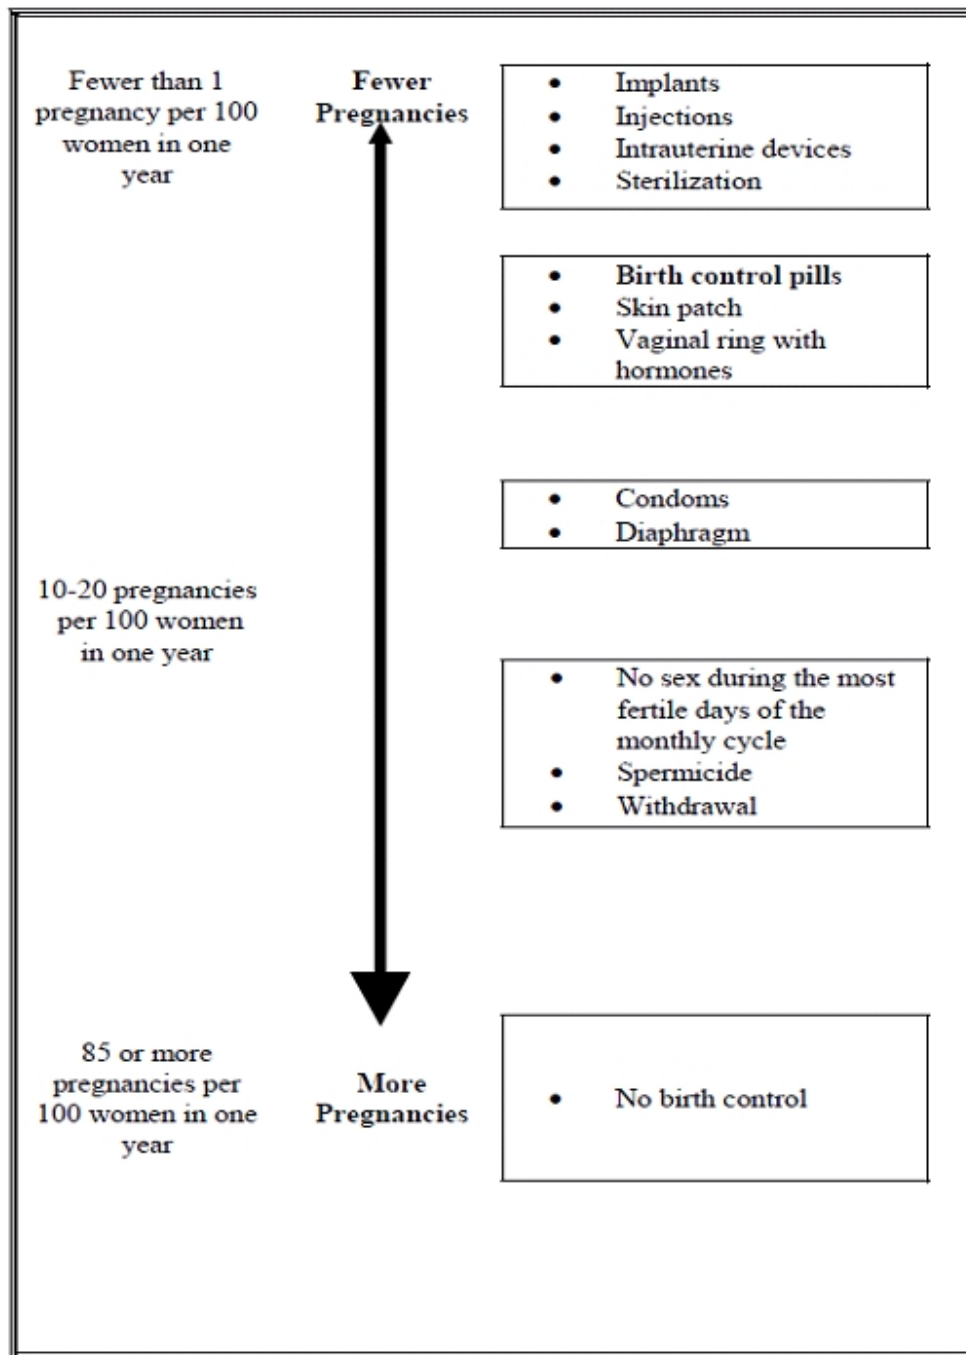 Fewer than 1
pregnancy per 100
women in one
year
Fewer
Pregnancies
• Implants
• Injections
• Intrauterine devices
• Sterilization
• Birth control pills
• Skin patch
• Vaginal ring with
hormones
• Condoms
• Diaphragm
10-20 pregnancies
per 100 women
in one year
• No sex during the most
fertile days of the
monthly cycle
• Spermicide
• Withdrawal
85 or more
pregnancies per
100 women in one
year
More
Pregnancies
• No birth control